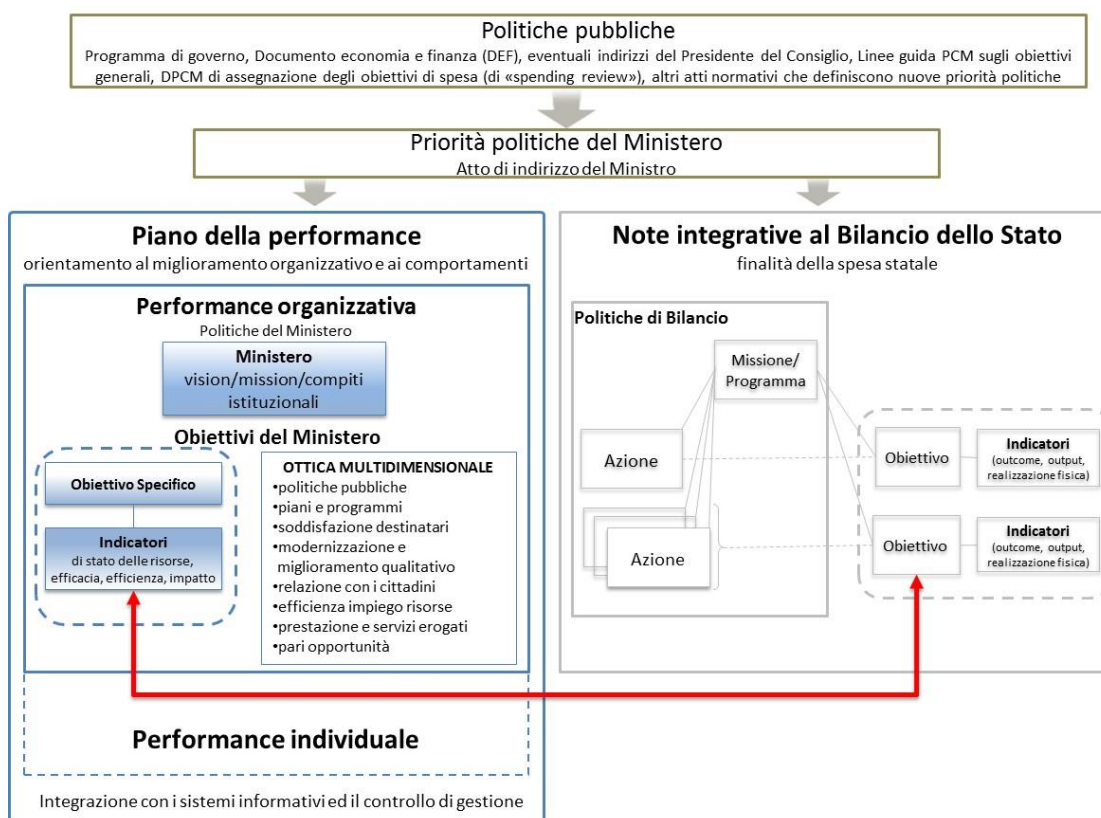 Politiche pubbliche
Programma di governo, Documento economia e finanza (DEF), eventuali indirizzi del Presidente del Consiglio, Linee guida PCM sugli obiettivi
generali, DPCM di assegnazione degli obiettivi di spesa (di «spending review»), altri atti normativi che definiscono nuove priorità politiche
Priorità politiche del Ministero
Atto di indirizzo del Ministro
Piano della performance
orientamento al miglioramento organizzativo e ai comportamenti
Performance organizzativa
Politiche del Ministero
Ministero
vision/mission/compiti
istituzionali
Obiettivi del Ministero
Obiettivo Specifico
Indicatori
di stato delle risorse,
efficacia, efficienza, impatto
OTTICA MULTIDIMENSIONALE
•politiche pubbliche
•piani e programmi
•soddisfazione destinatari
•modernizzazione e
miglioramento qualitativo
•relazione con i cittadini
•efficienza impiego risorse
•prestazione e servizi erogati
•pari opportunità
Performance individuale
Integrazione con i sistemi informativi ed il controllo di gestione
Note integrative al Bilancio dello Stato
finalità della spesa statale
Politiche di Bilancio
Missione/
Programma
Azione
Obiettivo
Indicatori
(outcome, output,
realizzazione fisica)
Azione
Obiettivo
Indicatori
(outcome, output,
realizzazione fisica)